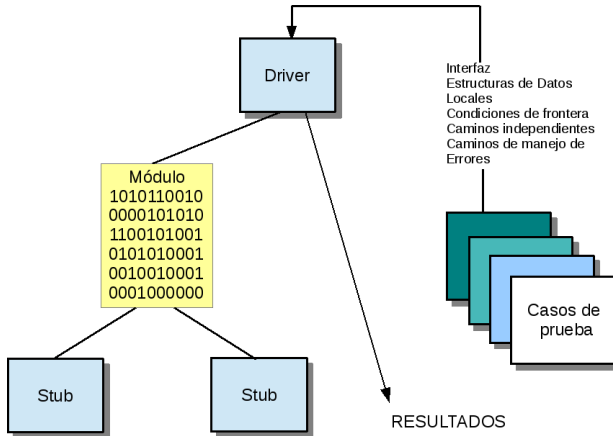 Driver
Interfaz
Estructuras de Datos
Locales
Condiciones de frontera
Caminos independientes
Caminos de manejo de
Errores
Módulo
1010110010
0000101010
1100101001
0101010001
0010010001
0001000000
Casos de
prueba
Stub
Stub
RESULTADOS